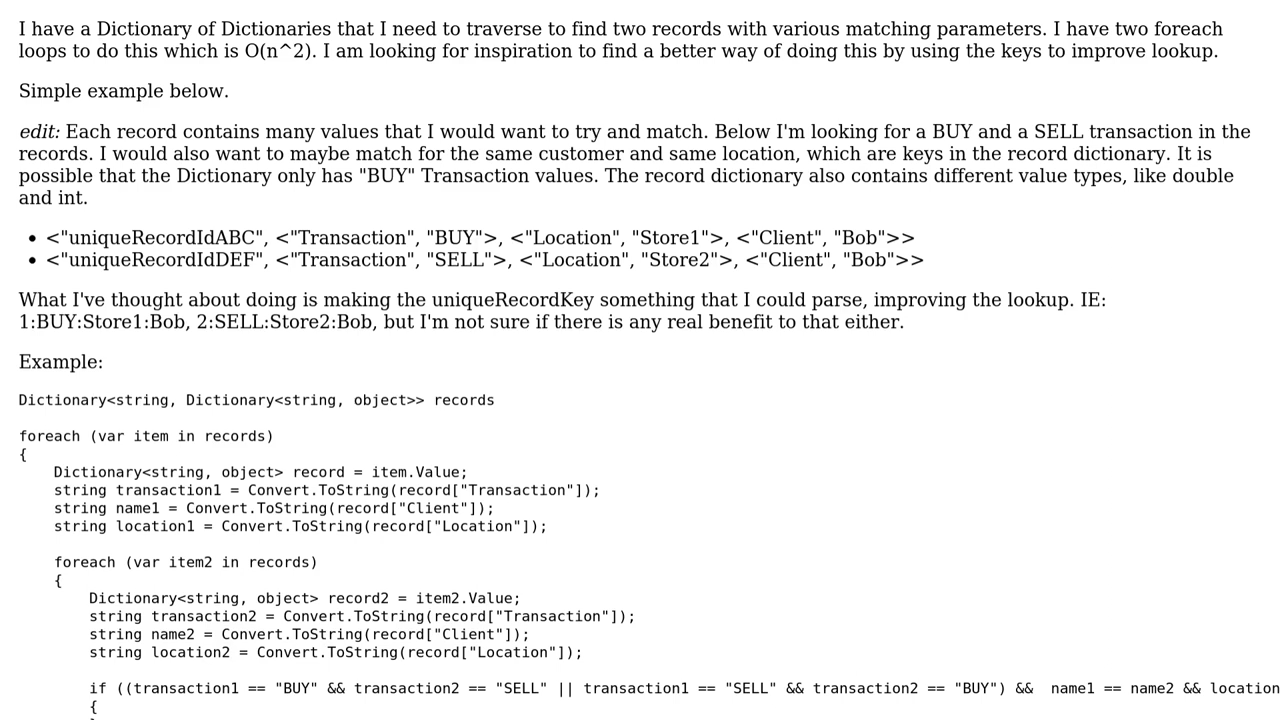 I have a Dictionary of Dictionaries that I need to traverse to find two records with various matching parameters. I have two foreach
loops to do this which is O(n^2). I am looking for inspiration to find a better way of doing this by using the keys to improve lookup.
Simple example below.
edit: Each record contains many values that I would want to try and match. Below I'm looking for a BUY and a SELL transaction in the
records. I would also want to maybe match for the same customer and same location, which are keys in the record dictionary. It is
possible that the Dictionary only has "BUY" Transaction values. The record dictionary also contains different value types, like double
and int.
• <"uniqueRecordIdABC", <"Transaction", "BUY">, <"Location", "Store1">, <"Client", "Bob">>
• <"uniqueRecordIdDEF", <"Transaction", "SELL">, <"Location", "Store2">, <"Client", "Bob">>
What I've thought about doing is making the uniqueRecordKey something that I could parse, improving the lookup. IE:
1:BUY:Store1:Bob, 2:SELL:Store2:Bob, but I'm not sure if there is any real benefit to that either.
Example:
Dictionary<string, Dictionary<string, object>> records
foreach (var item in records)
{
    Dictionary<string, object> record = item.Value;
    string transaction1 = Convert.ToString(record["Transaction"]);
    string name1 = Convert.ToString(record["Client"]);
    string location1 = Convert.ToString(record["Location"]);
    foreach (var item2 in records)
    {
        Dictionary<string, object> record2 = item2.Value;
        string transaction2 = Convert.ToString(record["Transaction"]);
        string name2 = Convert.ToString(record["Client"]);
        string location2 = Convert.ToString(record["Location"]);
        if ((transaction1 == "BUY" && transaction2 == "SELL" || transaction1 == "SELL" && transaction2 == "BUY") &&  name1 == name2 && location
        {